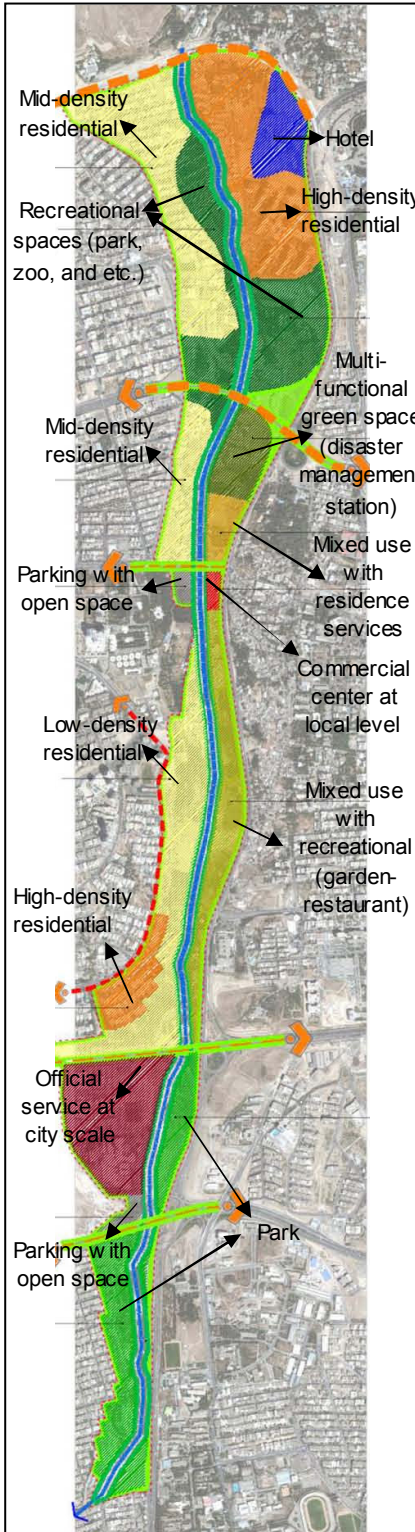 Mid-density
residential
Hotel
High-density
residential
Recreational
spaces (park,
zoo, and etc.)
Multi-
functional
green space
(disaster
management
station)
Mid-density
residential
Mixed use
with
residence
services
Parking with
open space
Commercial
center at
local level
Low-density
residential
Mixed use
with
recreational
(garden-
restaurant)
High-density
residential
Official
service at
city scale
Park
Parking with
open space